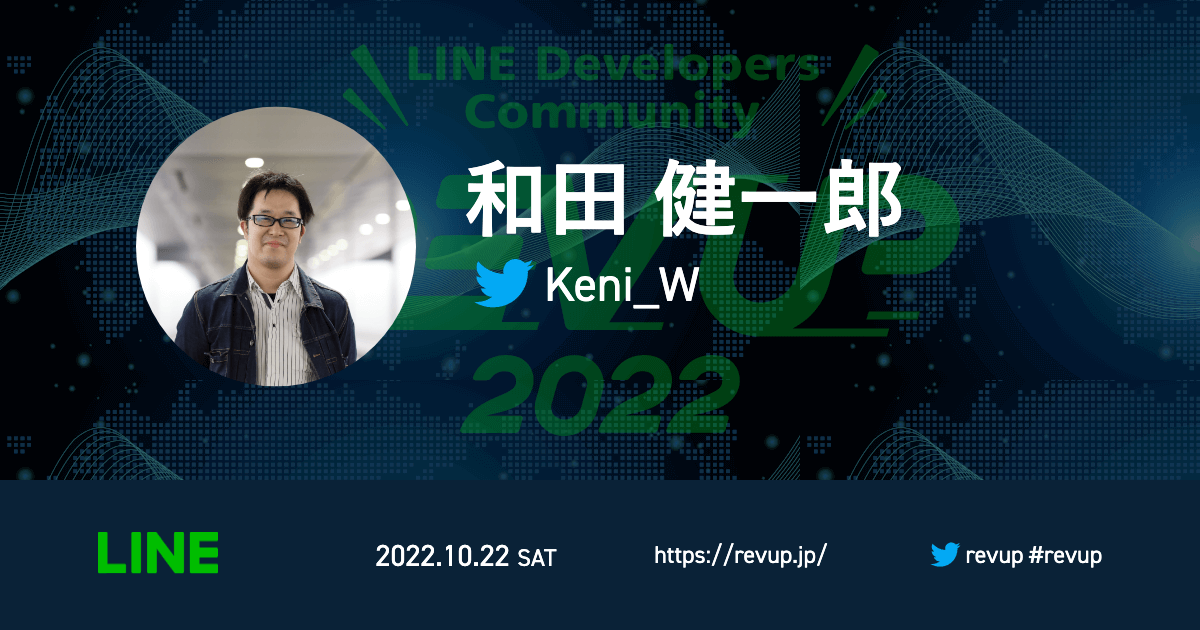 LINE Developers
Community
REVUP
和田 健一郎
Keni_W
2022
LINE
2022.10.22 SAT
https://revup.jp/
revup #revup